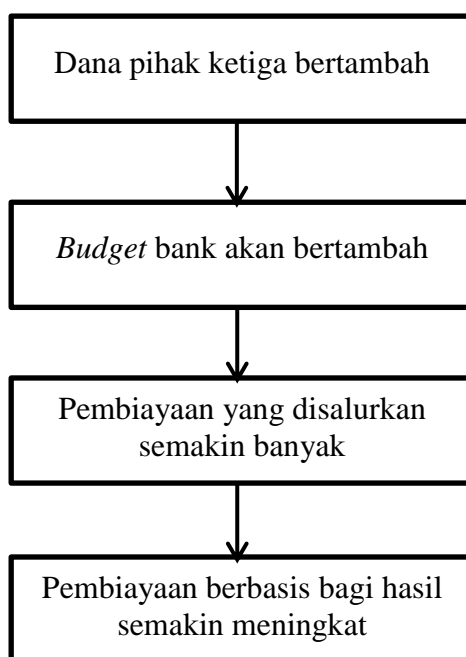 Dana pihak ketiga bertambah
Budget bank akan bertambah
Pembiayaan yang disalurkan
semakin banyak
Pembiayaan berbasis bagi hasil
semakin meningkat